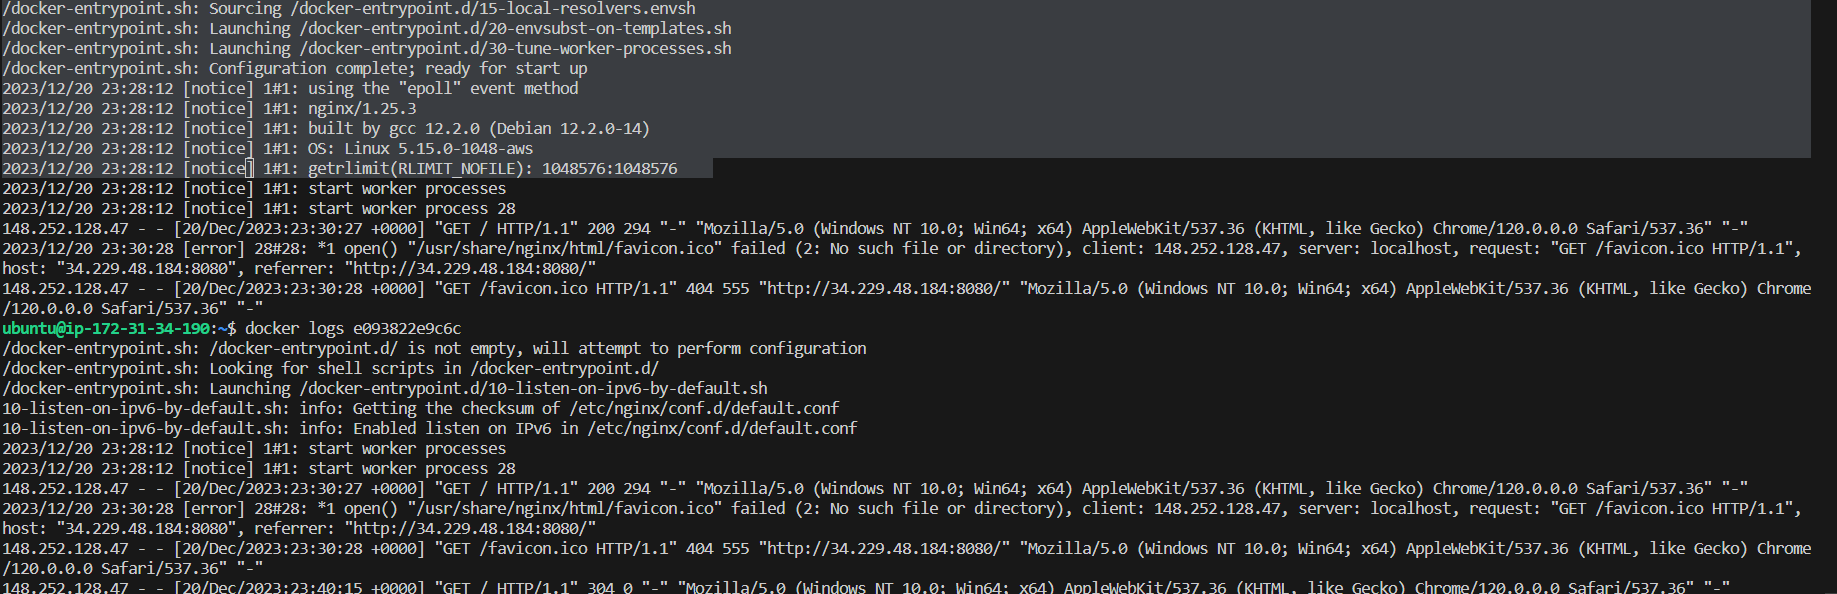 /docker-entrypoint.sh: Sourcing /docker-entrypoint.d/15-local-resolvers.envsh
/docker-entrypoint.sh: Launching /docker-entrypoint.d/20-envsubst-on-templates.sh
/docker-entrypoint.sh: Launching /docker-entrypoint.d/30-tune-worker-processes.sh
/docker-entrypoint.sh: Configuration complete; ready for start up
2023/12/20 23:28:12 [notice] 1#1: using the "epoll" event method
2023/12/20 23:28:12 [notice] 1#1: nginx/1.25.3
2023/12/20 23:28:12 [notice] 1#1: built by gcc 12.2.0 (Debian 12.2.0-14)
2023/12/20 23:28:12 [notice] 1#1: OS: Linux 5.15.0-1048-aws
2023/12/20 23:28:12 [notice] 1#1: getrlimit(RLIMIT_NOFILE): 1048576:1048576
2023/12/20 23:28:12 [notice] 1#1: start worker processes
2023/12/20 23:28:12 [notice] 1#1: start worker process 28
148.252.128.47 - - [20/Dec/2023:23:30:27 +0000] "GET / HTTP/1.1" 200 294 "-" "Mozilla/5.0 (Windows NT 10.0; Win64; x64) AppleWebKit/537.36 (KHTML, like Gecko) Chrome/120.0.0.0 Safari/537.36" "-"
2023/12/20 23:30:28 [error] 28#28: *1 open() "/usr/share/nginx/html/favicon.ico" failed (2: No such file or directory), client: 148.252.128.47, server: localhost, request: "GET /favicon.ico HTTP/1.1",
host: "34.229.48.184:8080", referrer: "http://34.229.48.184:8080/"
148.252.128.47 - - [20/Dec/2023:23:30:28 +0000] "GET /favicon.ico HTTP/1.1" 404 555 "http://34.229.48.184:8080/" "Mozilla/5.0 (Windows NT 10.0; Win64; x64) AppleWebKit/537.36 (KHTML, like Gecko) Chrome
/120.0.0.0 Safari/537.36" "-"
ubuntu@ip-172-31-34-190:~$ docker logs e093822e9c6c
/docker-entrypoint.sh: /docker-entrypoint.d/ is not empty, will attempt to perform configuration
/docker-entrypoint.sh: Looking for shell scripts in /docker-entrypoint.d/
/docker-entrypoint.sh: Launching /docker-entrypoint.d/10-listen-on-ipv6-by-default.sh
10-listen-on-ipv6-by-default.sh: info: Getting the checksum of /etc/nginx/conf.d/default.conf
10-listen-on-ipv6-by-default.sh: info: Enabled listen on IPv6 in /etc/nginx/conf.d/default.conf
2023/12/20 23:28:12 [notice] 1#1: start worker processes
2023/12/20 23:28:12 [notice] 1#1: start worker process 28
148.252.128.47 - - [20/Dec/2023:23:30:27 +0000] "GET / HTTP/1.1" 200 294 "-" "Mozilla/5.0 (Windows NT 10.0; Win64; x64) AppleWebKit/537.36 (KHTML, like Gecko) Chrome/120.0.0.0 Safari/537.36" "-"
2023/12/20 23:30:28 [error] 28#28: *1 open() "/usr/share/nginx/html/favicon.ico" failed (2: No such file or directory), client: 148.252.128.47, server: localhost, request: "GET /favicon.ico HTTP/1.1",
host: "34.229.48.184:8080", referrer: "http://34.229.48.184:8080/"
148.252.128.47 - - [20/Dec/2023:23:30:28 +0000] "GET /favicon.ico HTTP/1.1" 404 555 "http://34.229.48.184:8080/" "Mozilla/5.0 (Windows NT 10.0; Win64; x64) AppleWebKit/537.36 (KHTML, like Gecko) Chrome
/120.0.0.0 Safari/537.36" "-"
148.252.128.47 - - [20/Dec/2023:23:40:15 +0000] "GET / HTTP/1.1" 304 0 "-" "Mozilla/5.0 (Windows NT 10.0; Win64; x64) AppleWebKit/537.36 (KHTML, like Gecko) Chrome/120.0.0.0 Safari/537.36" "-"